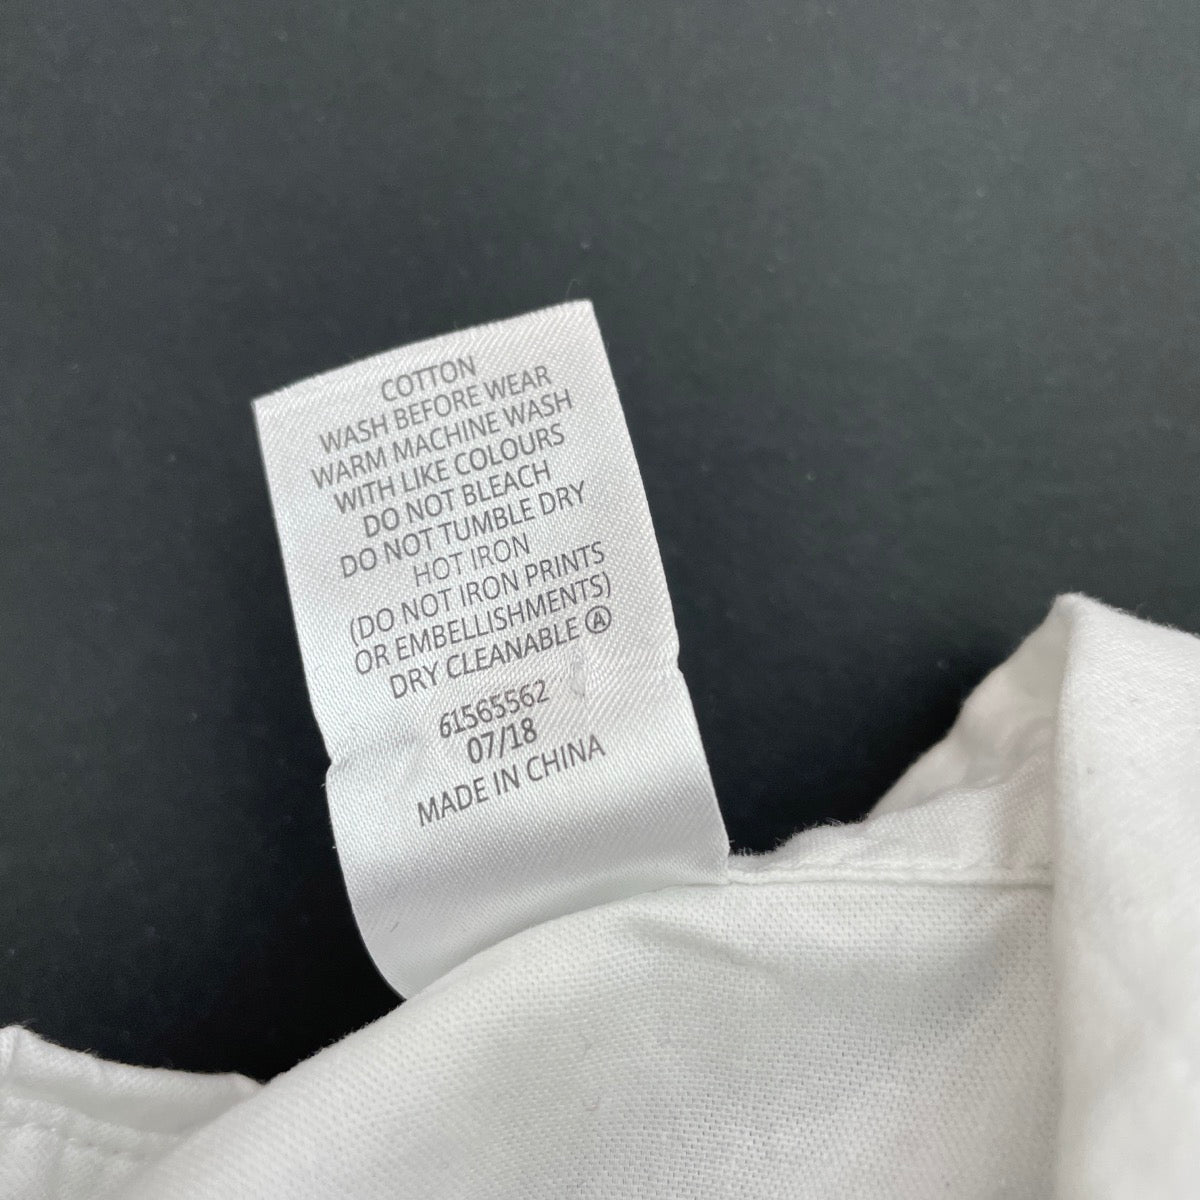 COTTON
WASH BEFORE WEAR
WARM MACHINE WASH
WITH LIKE COLOURS
DO NOT BLEACH
DO NOT TUMBLE DRY
HOT IRON
(DO NOT IRON PRINTS
OR EMBELLISHMENTS)
DRY CLEANABLE Ⓐ
61565562
07/18
MADE IN CHINA